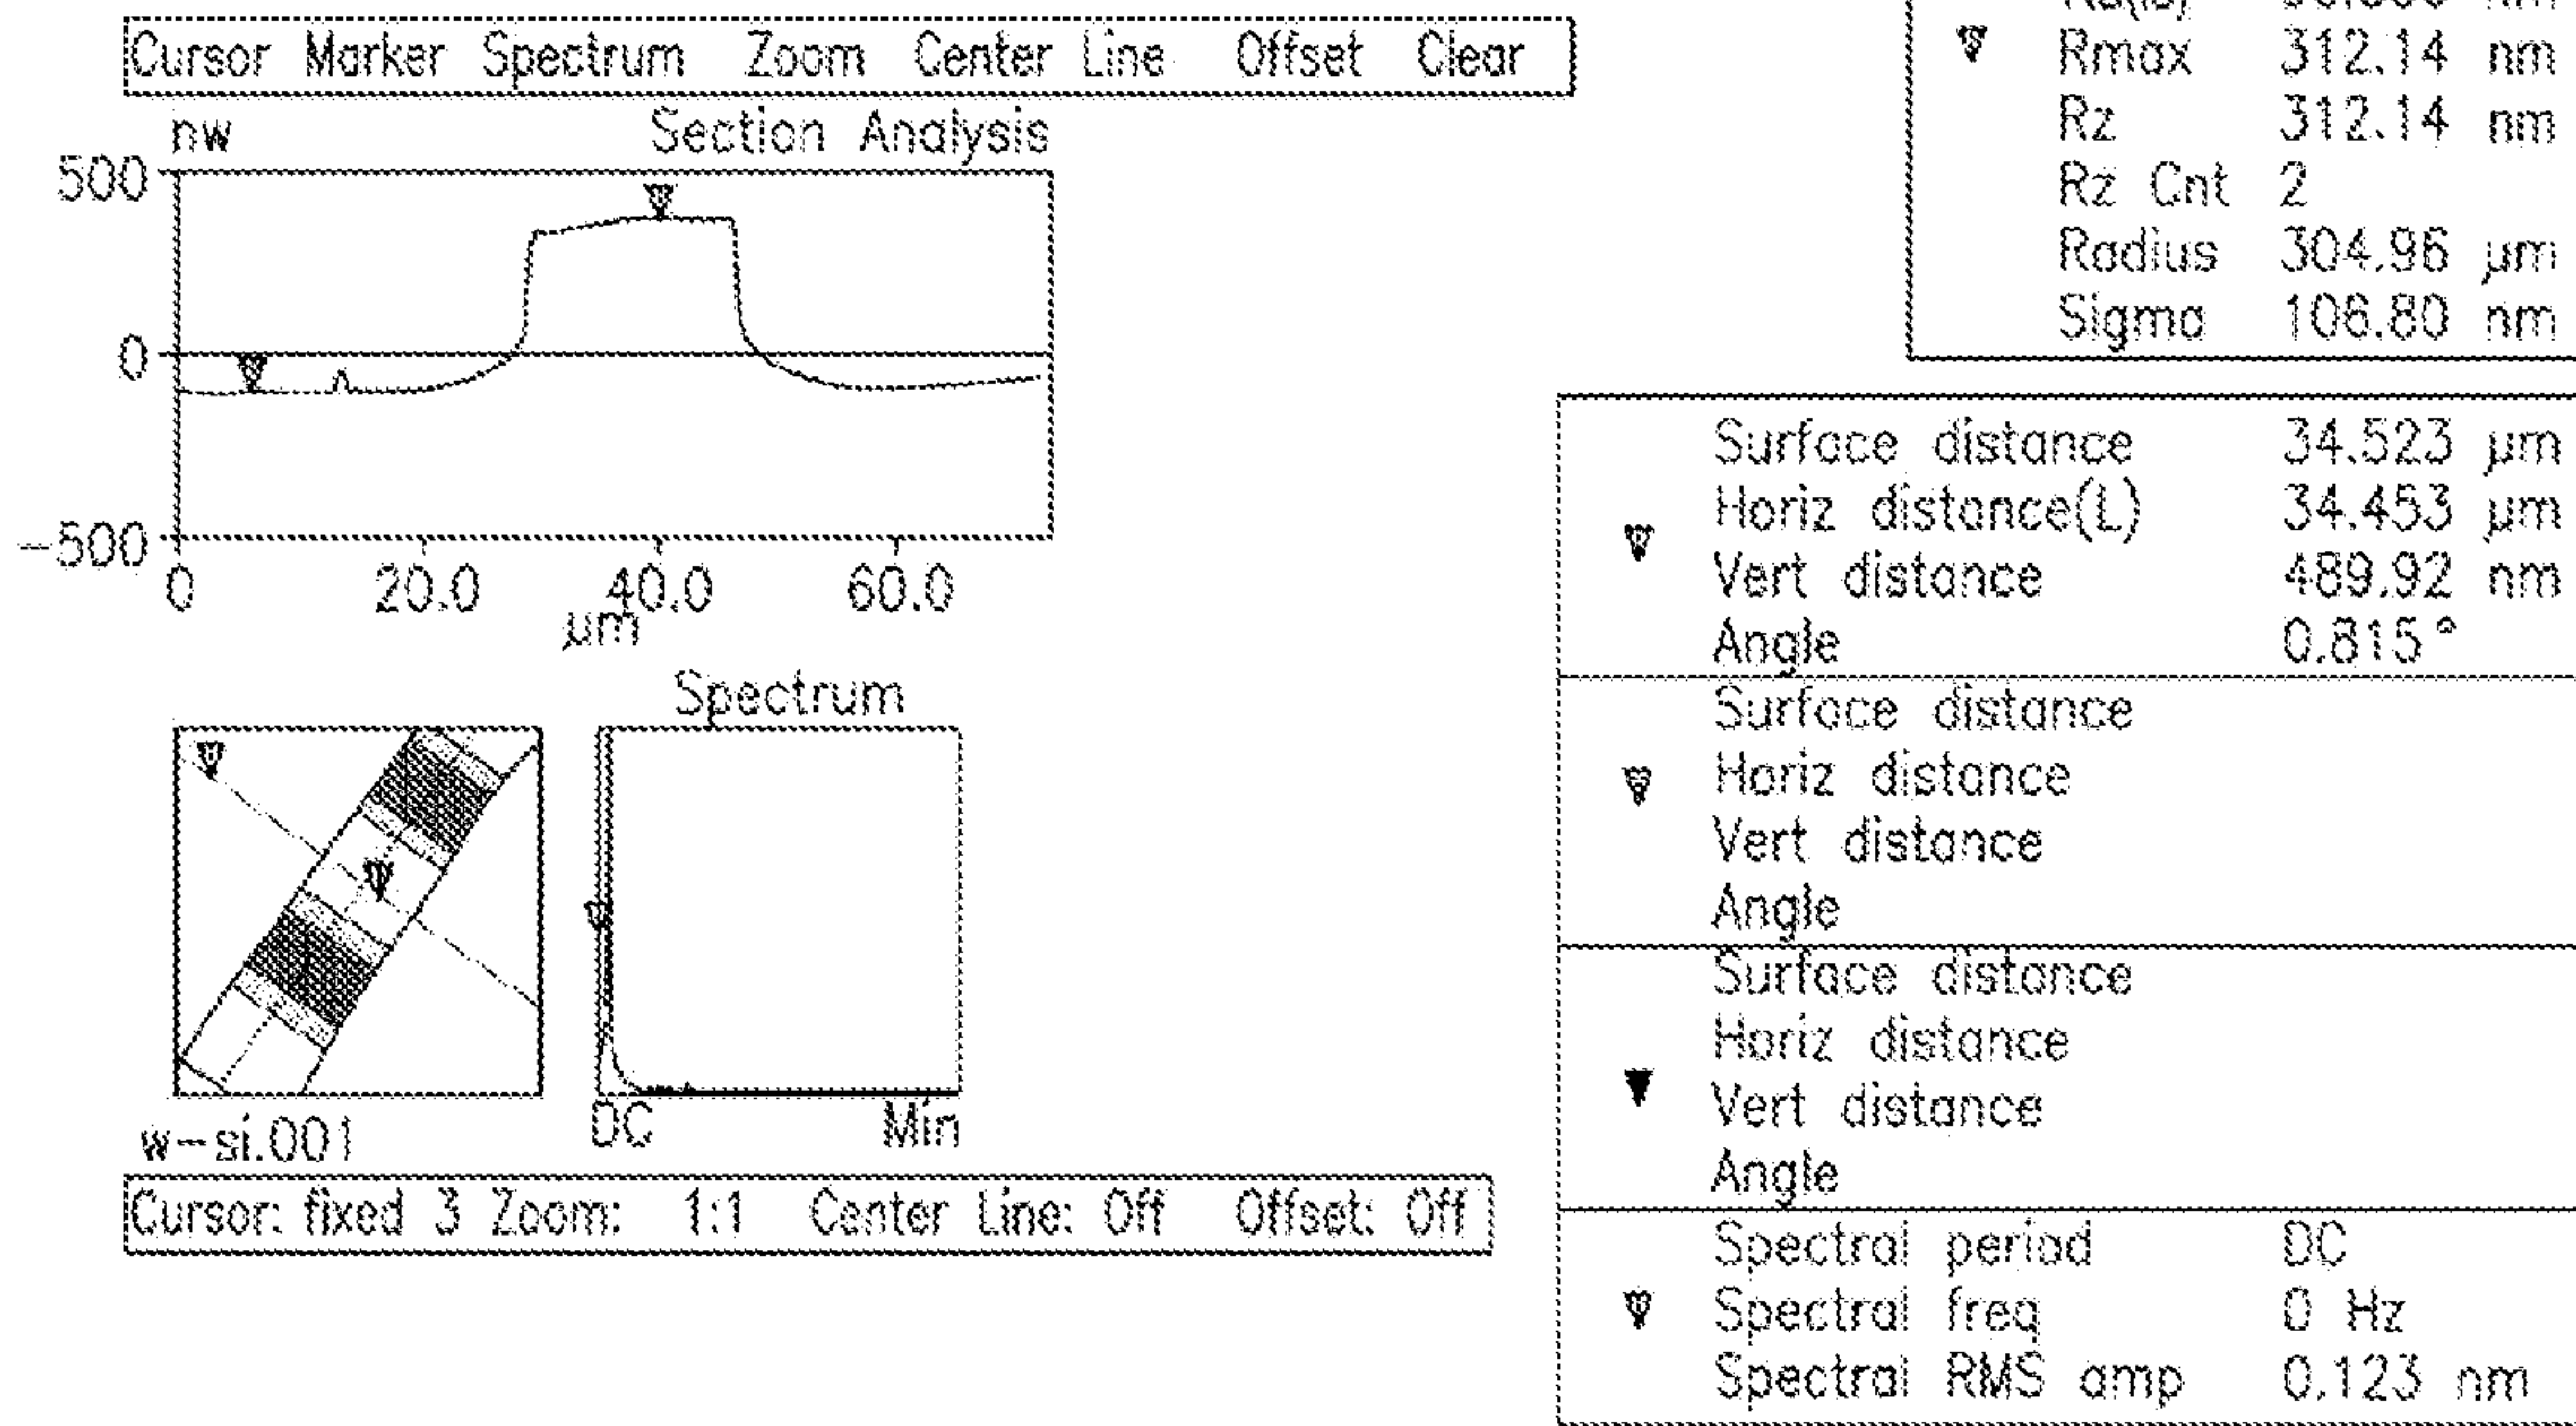 Cursor Marker Spectrum Zoom Center Line Offset Clear
nw
Section Analysis
500
0
-500
0 20.0 40.0 60.0
µm
Spectrum
DC Min
w-si.001
Cursor: fixed 3 Zoom: 1:1 Center Line: Off Offset: Off
Rmax 312.14 nm
Rz 312.14 nm
Rz Cnt 2
Radius 304.96 µm
Sigma 106.80 nm
Surface distance 34.523 µm
Horiz distance(L) 34.453 µm
Vert distance 489.92 nm
Angle 0.815°
Surface distance
Horiz distance
Vert distance
Angle
Surface distance
Horiz distance
Vert distance
Angle
Spectral period DC
Spectral freq 0 Hz
Spectral RMS amp 0.123 nm